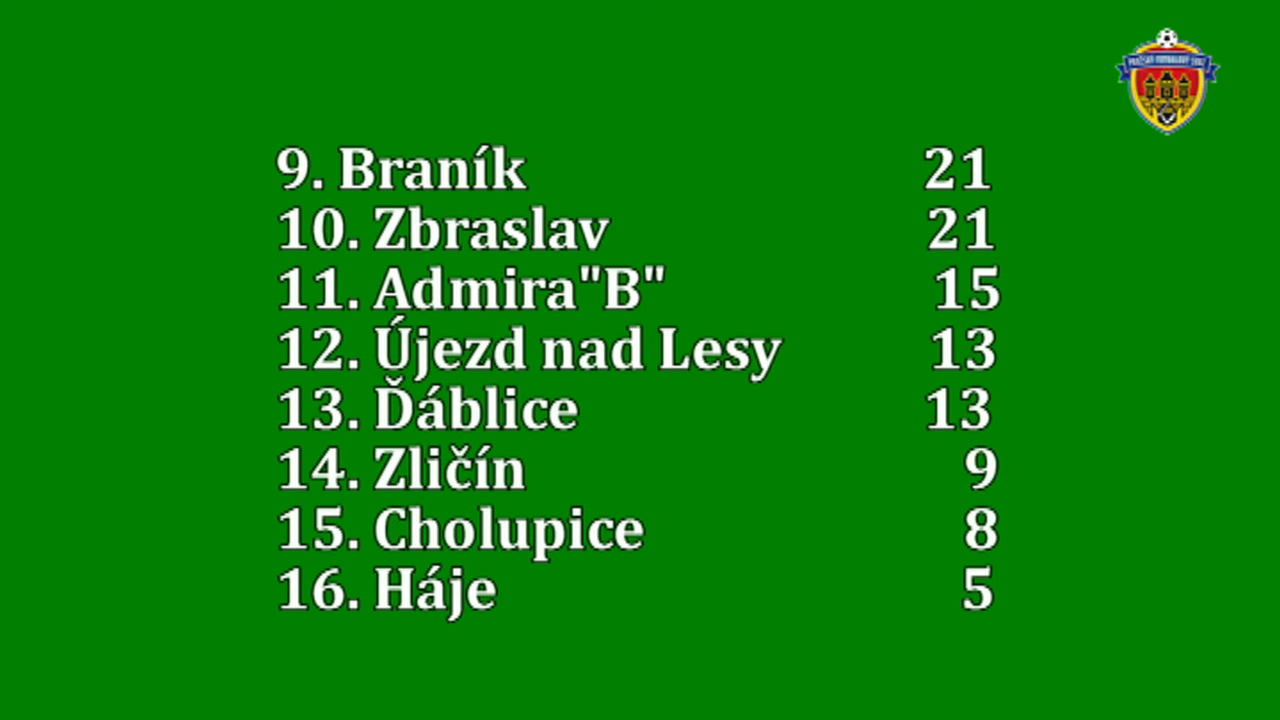 9. Braník 21
10. Zbraslav 21
11. Admira"B" 15
12. Újezd nad Lesy 13
13. Ďáblice 13
14. Zličín 9
15. Cholupice 8
16. Háje 5